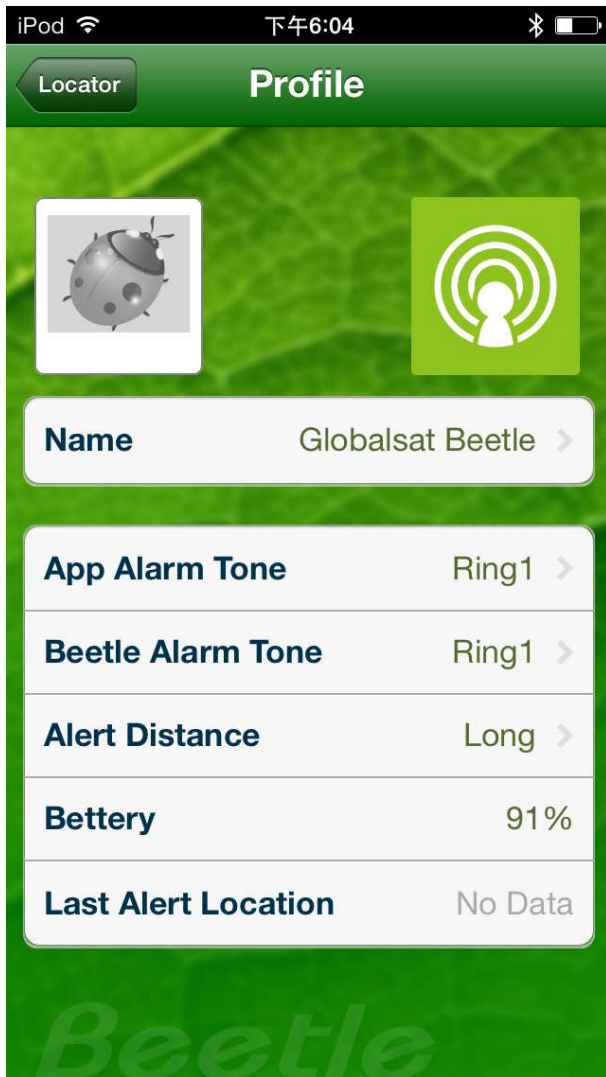 iPod 下午6:04
Locator Profile
Name Globalsat Beetle
App Alarm Tone Ring1
Beetle Alarm Tone Ring1
Alert Distance Long
Bettery 91%
Last Alert Location No Data
Beetle